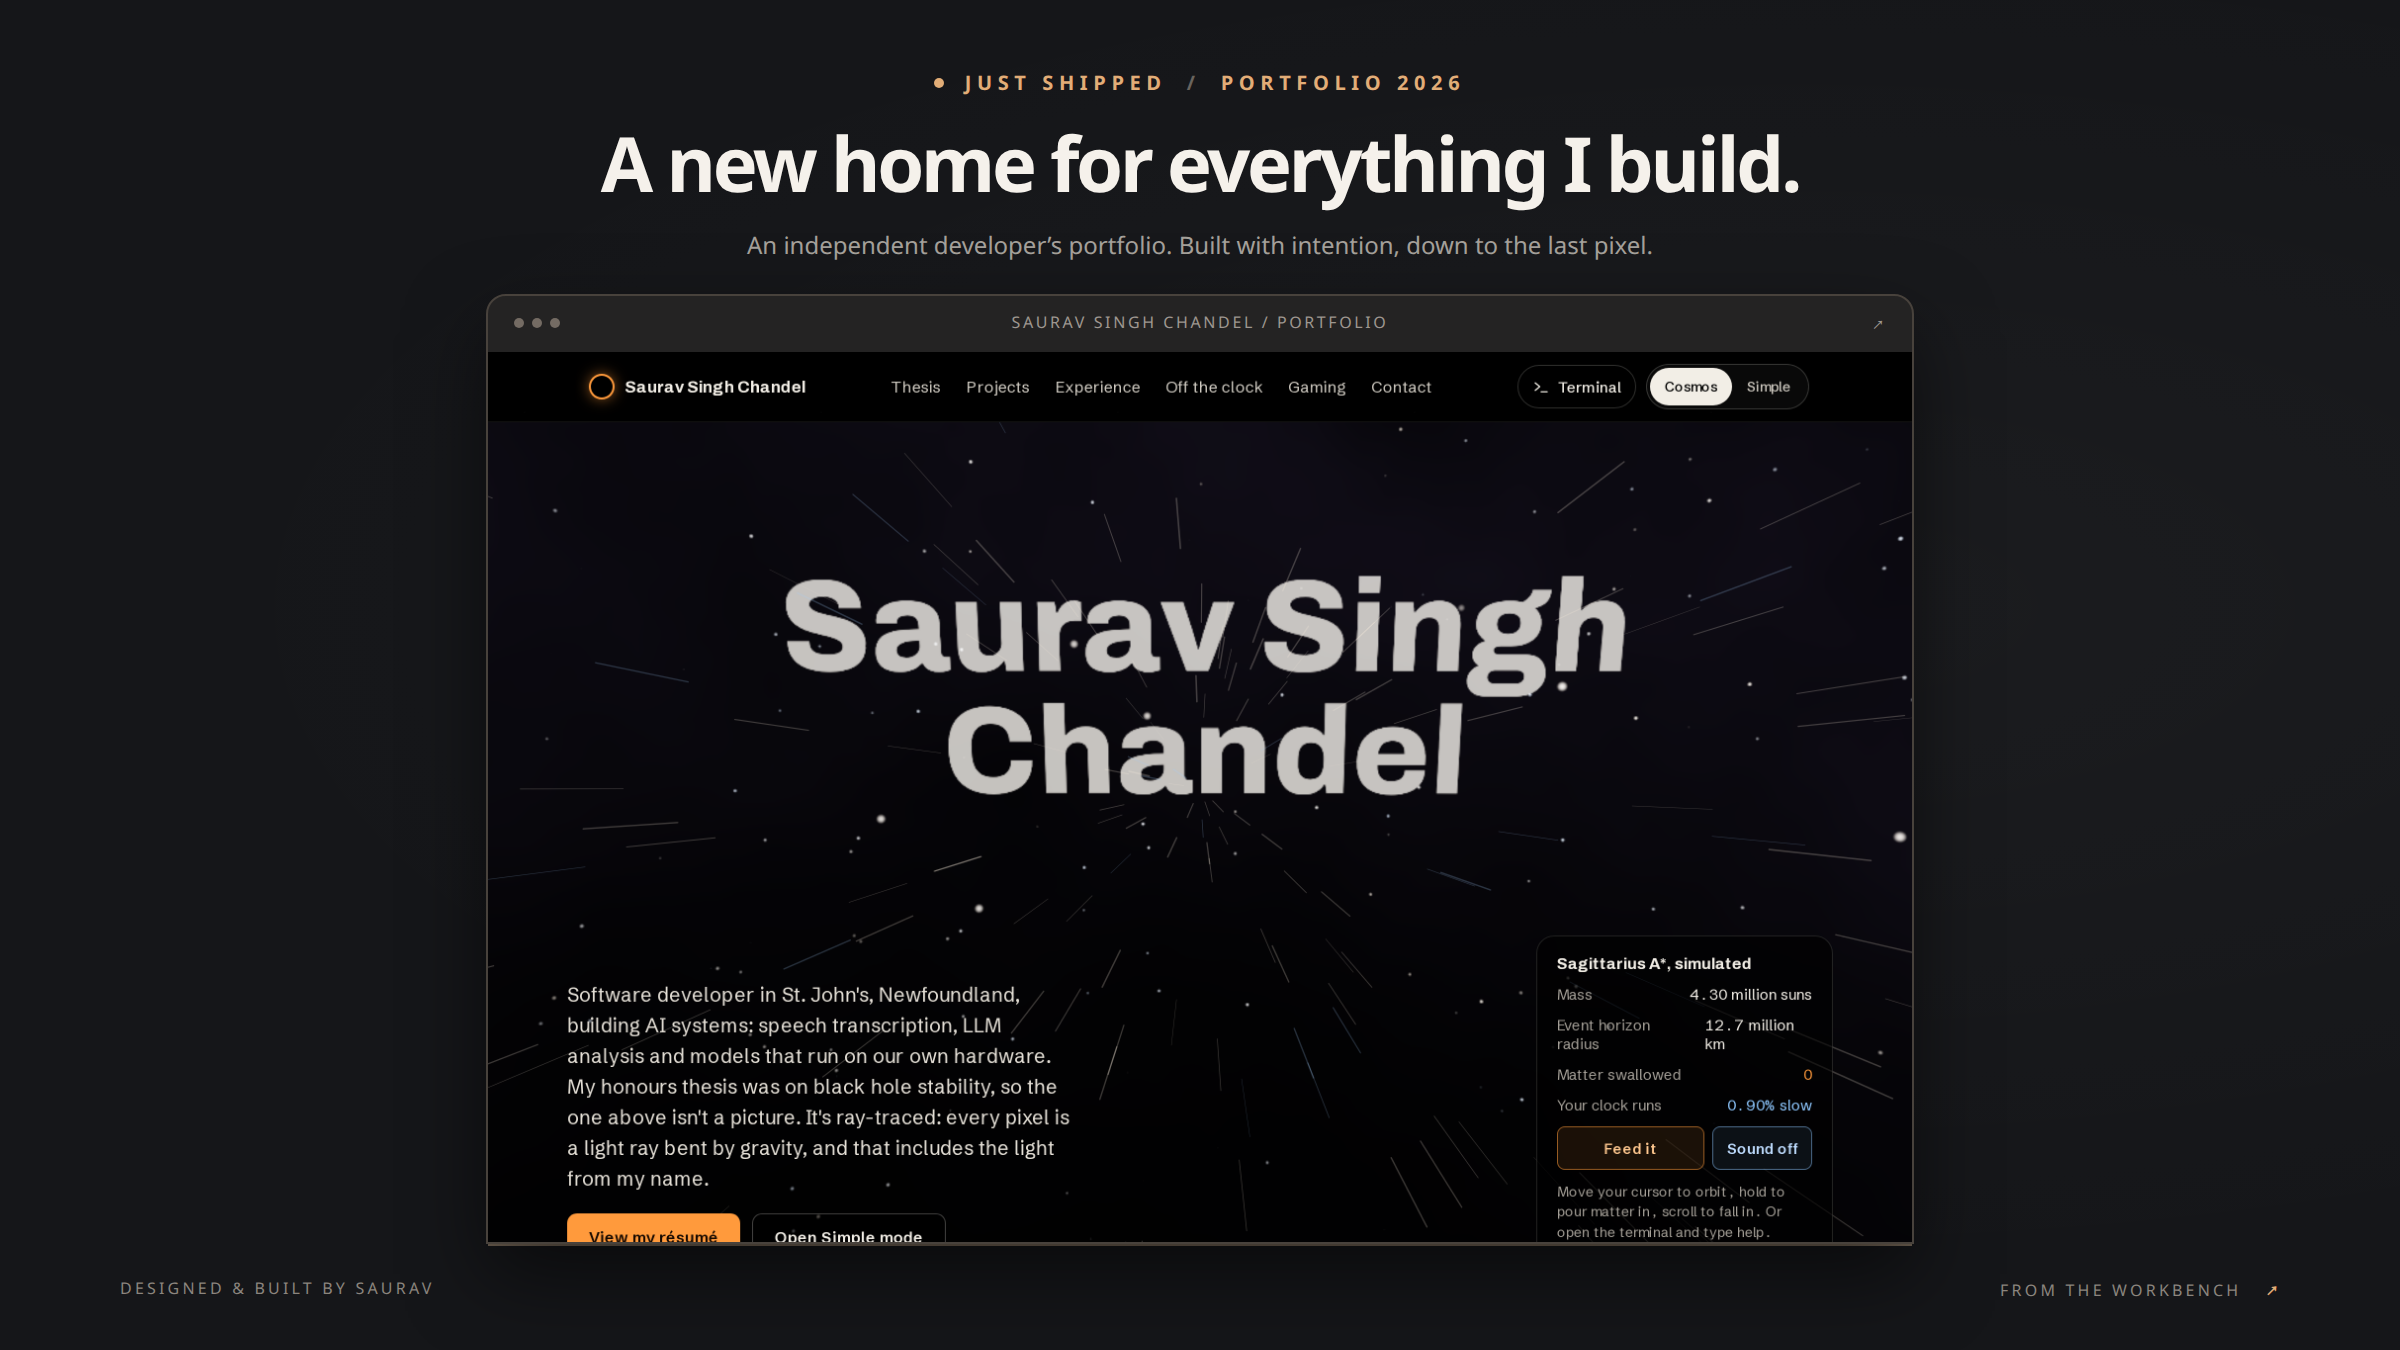 JUST SHIPPED / PORTFOLIO 2026
A new home for everything I build.
An independent developer’s portfolio. Built with intention, down to the last pixel.
SAURAV SINGH CHANDEL / PORTFOLIO ↗
Saurav Singh Chandel Thesis Projects Experience Off the clock Gaming Contact >_ Terminal Cosmos Simple
Saurav Singh
Chandel
Software developer in St. John's, Newfoundland,
building AI systems: speech transcription, LLM
analysis and models that run on our own hardware.
My honours thesis was on black hole stability, so the
one above isn't a picture. It's ray-traced: every pixel is
a light ray bent by gravity, and that includes the light
from my name.
View my résumé Open Simple mode
Sagittarius A*, simulated
Mass 4.30 million suns
Event horizon 12.7 million
radius km
Matter swallowed 0
Your clock runs 0.90% slow
Feed it Sound off
Move your cursor to orbit, hold to
pour matter in, scroll to fall in. Or
open the terminal and type help.
DESIGNED & BUILT BY SAURAV
FROM THE WORKBENCH ↗